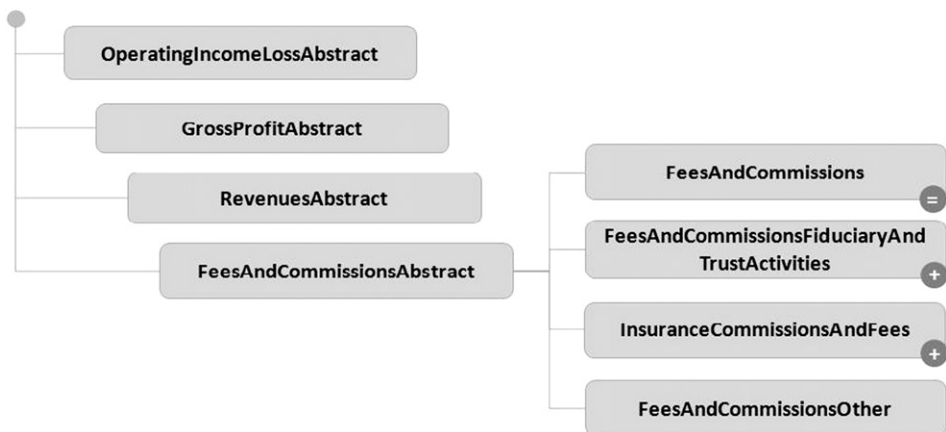 OperatingIncomeLossAbstract
GrossProfitAbstract
RevenuesAbstract
FeesAndCommissionsAbstract
FeesAndCommissions
=
FeesAndCommissionsFiduciaryAnd
TrustActivities
+
InsuranceCommissionsAndFees
+
FeesAndCommissionsOther